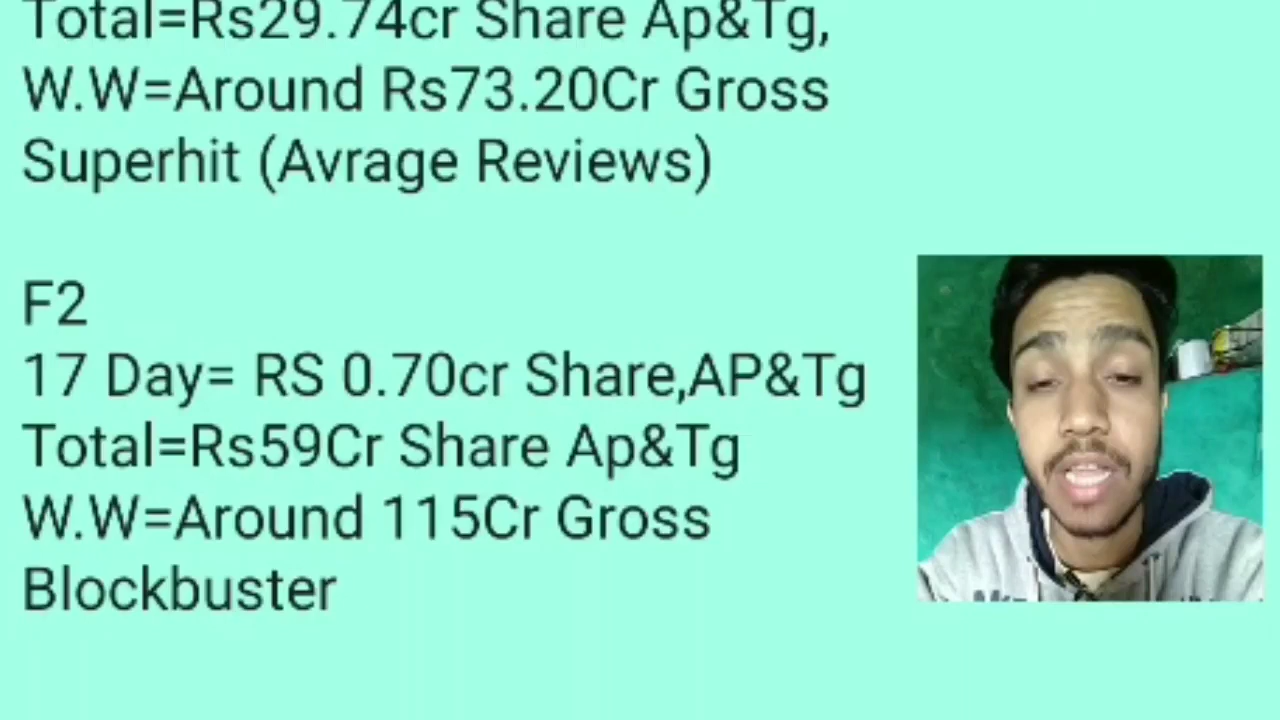 Total=Rs29.74cr Share Ap&Tg,
W.W=Around Rs73.20Cr Gross
Superhit (Avrage Reviews)
F2
17 Day= RS 0.70cr Share,AP&Tg
Total=Rs59Cr Share Ap&Tg
W.W=Around 115Cr Gross
Blockbuster